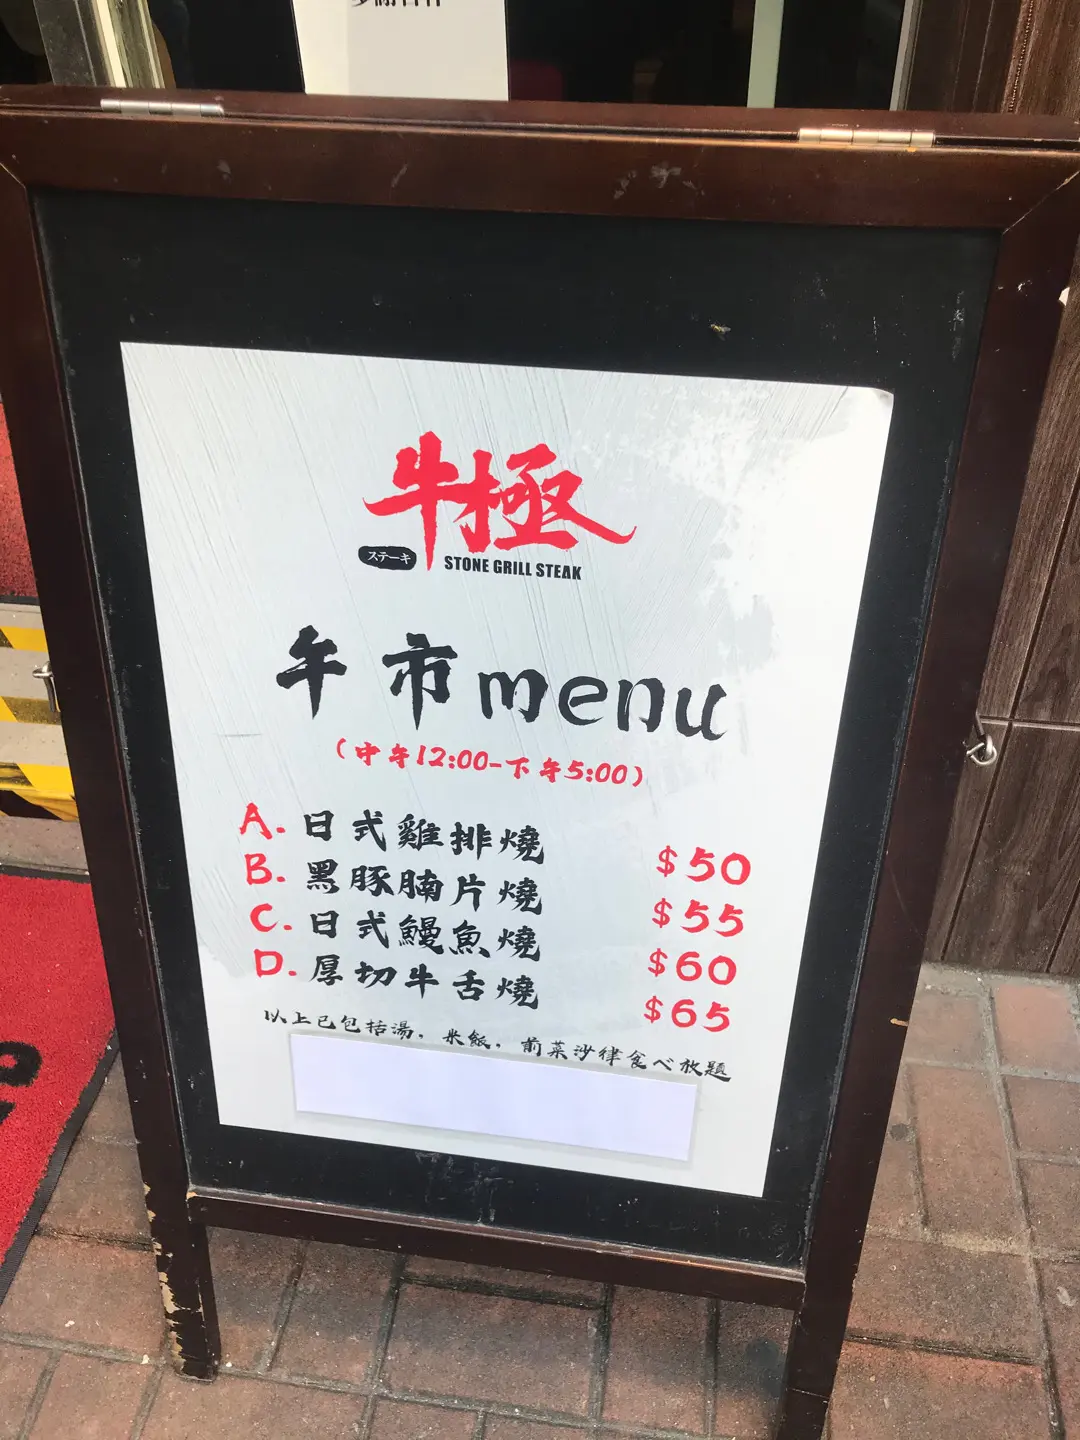 牛極
ステーキ
STONE GRILL STEAK
午市menu
(中午12:00-下午5:00)
A. 日式雞排燒 $50
B. 黑豚腩片燒 $55
C. 日式鰻魚燒 $60
D. 厚切牛舌燒 $65
以上已包括湯，米飯，前菜沙律食べ放題